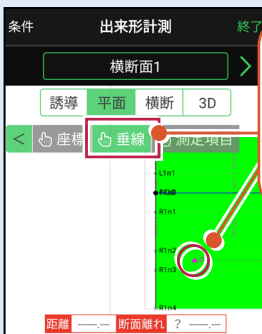 条件 出来形計測 終了
横断面1 >
誘導 平面 横断 3D
< 座標 垂線 測定項目
L1n1
R1n1
R1n2
R1n3
R1n4
距離 --.--- 断面離れ ? --.---